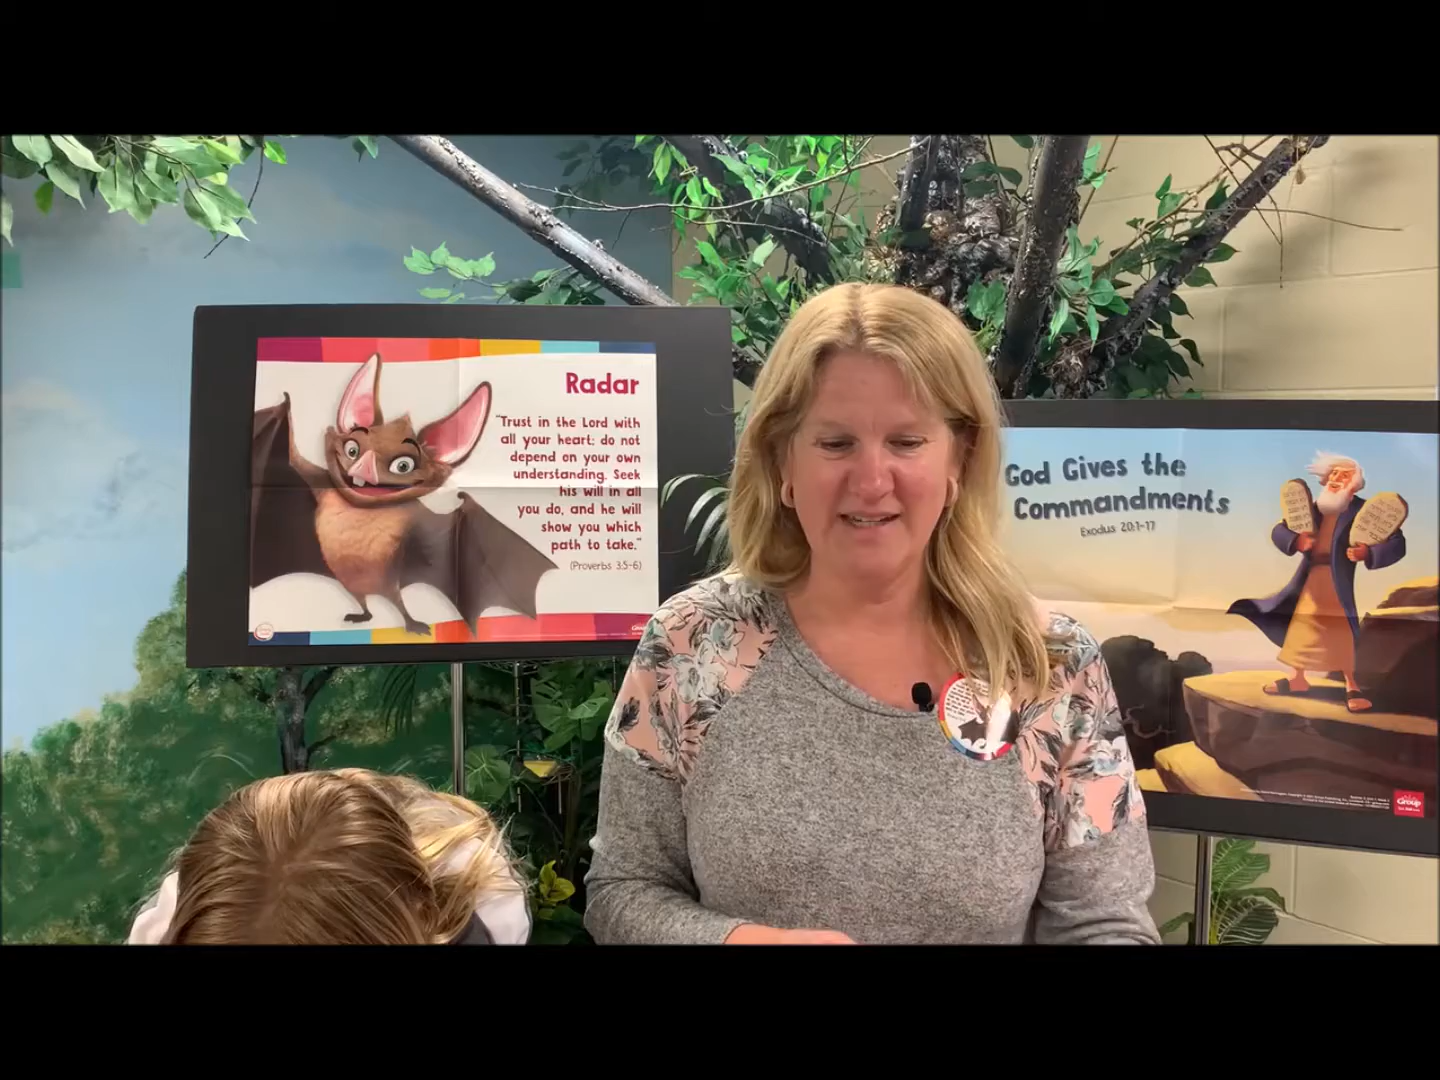 Radar
"Trust in the Lord with
all your heart; do not
depend on your own
understanding. Seek
his will in all
you do, and he will
show you which
path to take."
(Proverbs 3:5-6)
God Gives the
Commandments
Exodus 20:1-17
Group